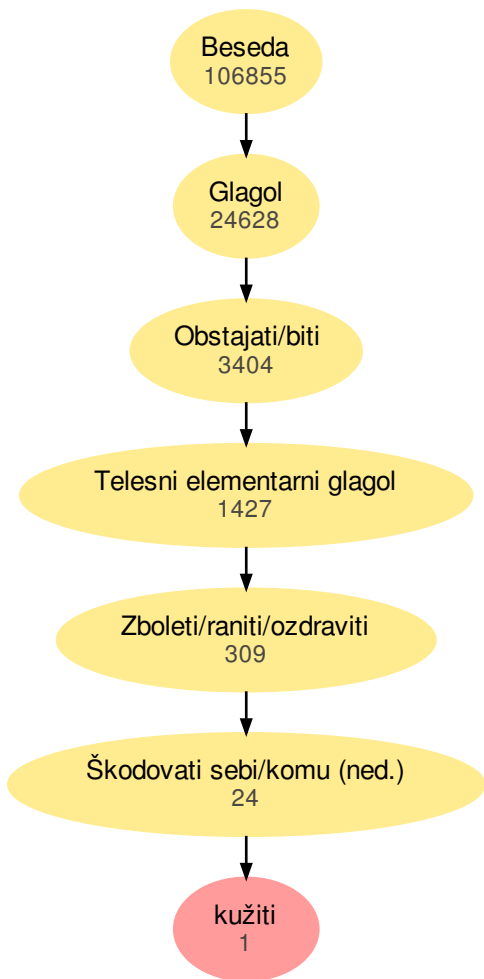 Beseda
106855
Glagol
24628
Obstajati/biti
3404
Telesni elementarni glagol
1427
Zboleti/raniti/ozdraviti
309
Škodovati sebi/komu (ned.)
24
kužiti
1